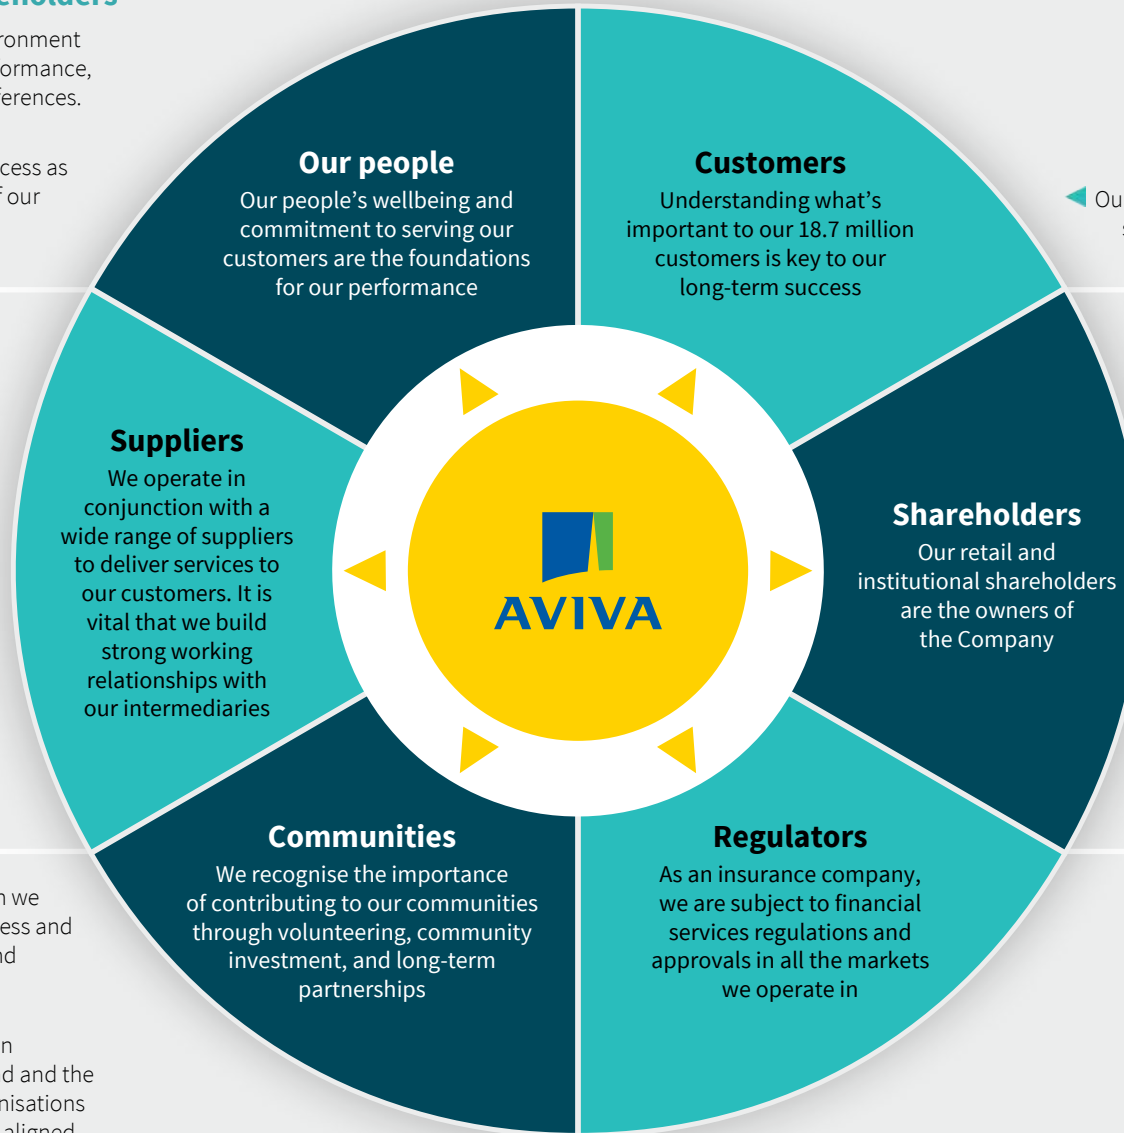 eholders
ronment
ormance,
ferences.
cess as
f our
Our people
Our people's wellbeing and
commitment to serving our
customers are the foundations
for our performance
Customers
Understanding what's
important to our 18.7 million
customers is key to our
long-term success
Ou
s
Suppliers
We operate in
conjunction with a
wide range of suppliers
to deliver services to
our customers. It is
vital that we build
strong working
relationships with
our intermediaries
AVIVA
Shareholders
Our retail and
institutional shareholders
are the owners of
the Company
Communities
We recognise the importance
of contributing to our communities
through volunteering, community
investment, and long-term
partnerships
Regulators
As an insurance company,
we are subject to financial
services regulations and
approvals in all the markets
we operate in
n we
ess and
nd
n
d and the
nisations
aligned